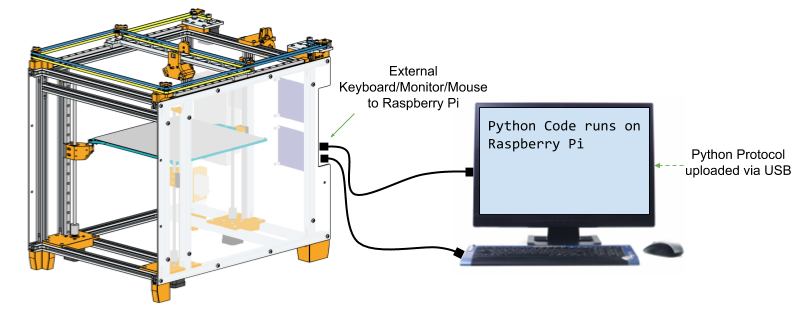 External
Keyboard/Monitor/Mouse
to Raspberry Pi
Python Code runs on
Raspberry Pi
Python Protocol
uploaded via USB